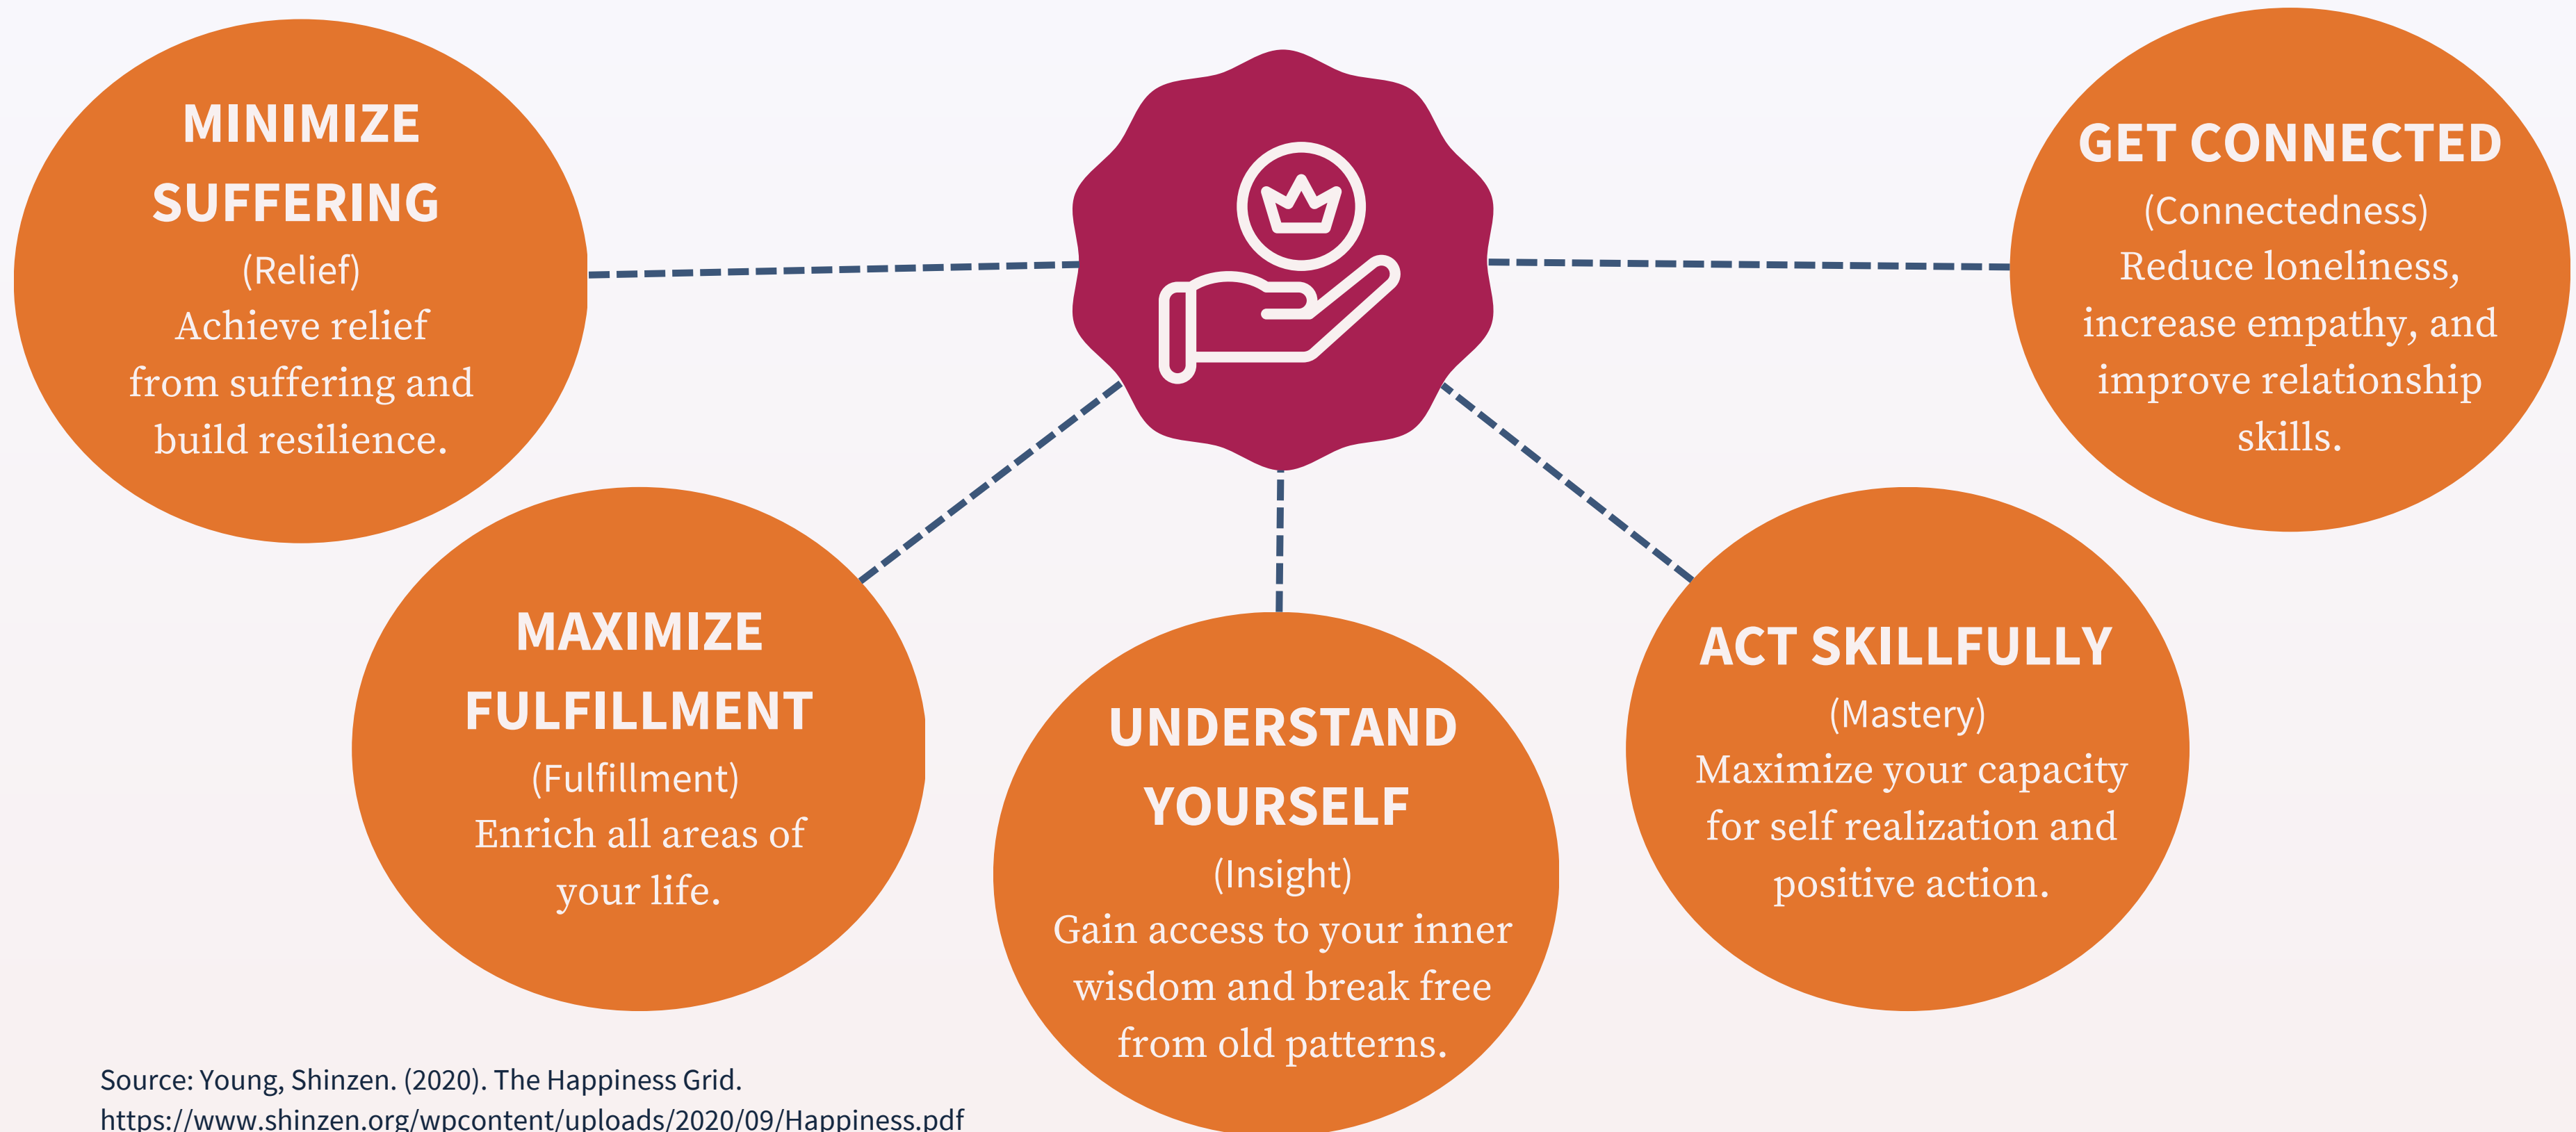 MINIMIZE
SUFFERING
(Relief)
Achieve relief
from suffering and
build resilience.
MAXIMIZE
FULFILLMENT
(Fulfillment)
Enrich all areas of
your life.
UNDERSTAND
YOURSELF
(Insight)
Gain access to your inner
wisdom and break free
from old patterns.
ACT SKILLFULLY
(Mastery)
Maximize your capacity
for self realization and
positive action.
GET CONNECTED
(Connectedness)
Reduce loneliness,
increase empathy, and
improve relationship
skills.
Source: Young, Shinzen. (2020). The Happiness Grid.
https://www.shinzen.org/wpcontent/uploads/2020/09/Happiness.pdf